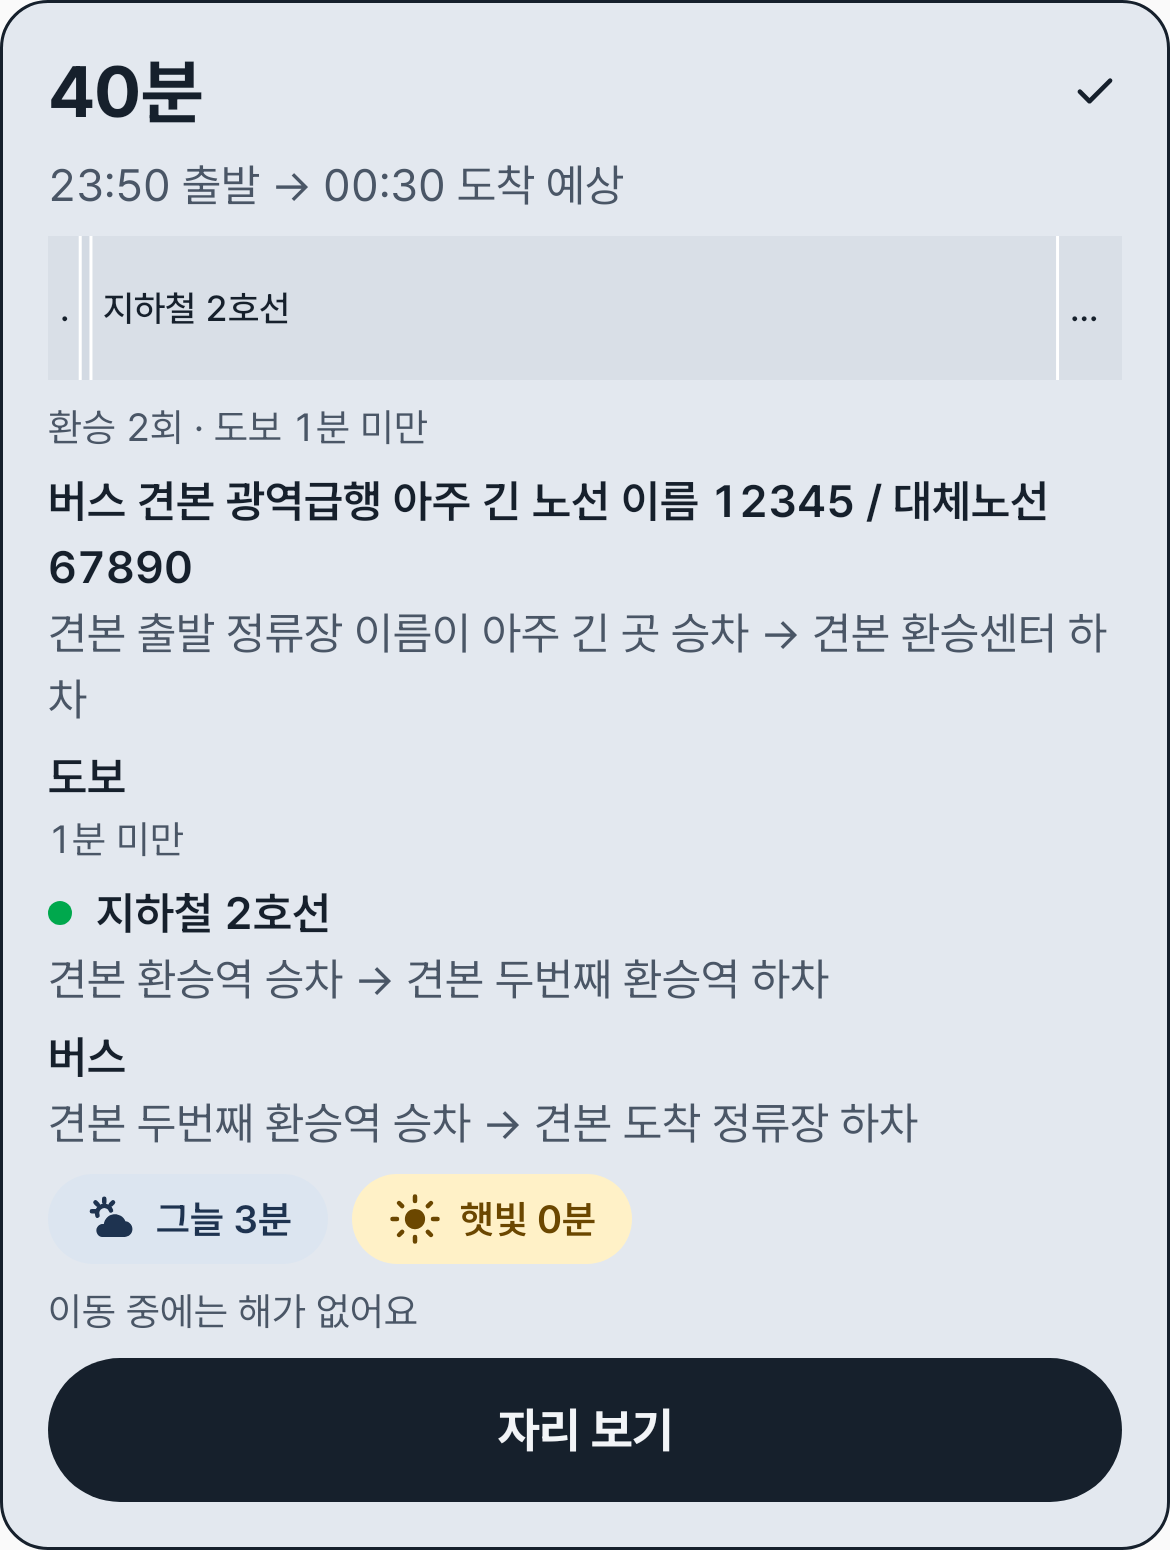 40분
23:50 출발 → 00:30 도착 예상
. 지하철 2호선 ...
환승 2회 · 도보 1분 미만
버스 견본 광역급행 아주 긴 노선 이름 12345 / 대체노선
67890
견본 출발 정류장 이름이 아주 긴 곳 승차 → 견본 환승센터 하
차
도보
1분 미만
지하철 2호선
견본 환승역 승차 → 견본 두번째 환승역 하차
버스
견본 두번째 환승역 승차 → 견본 도착 정류장 하차
그늘 3분 햇빛 0분
이동 중에는 해가 없어요
자리 보기